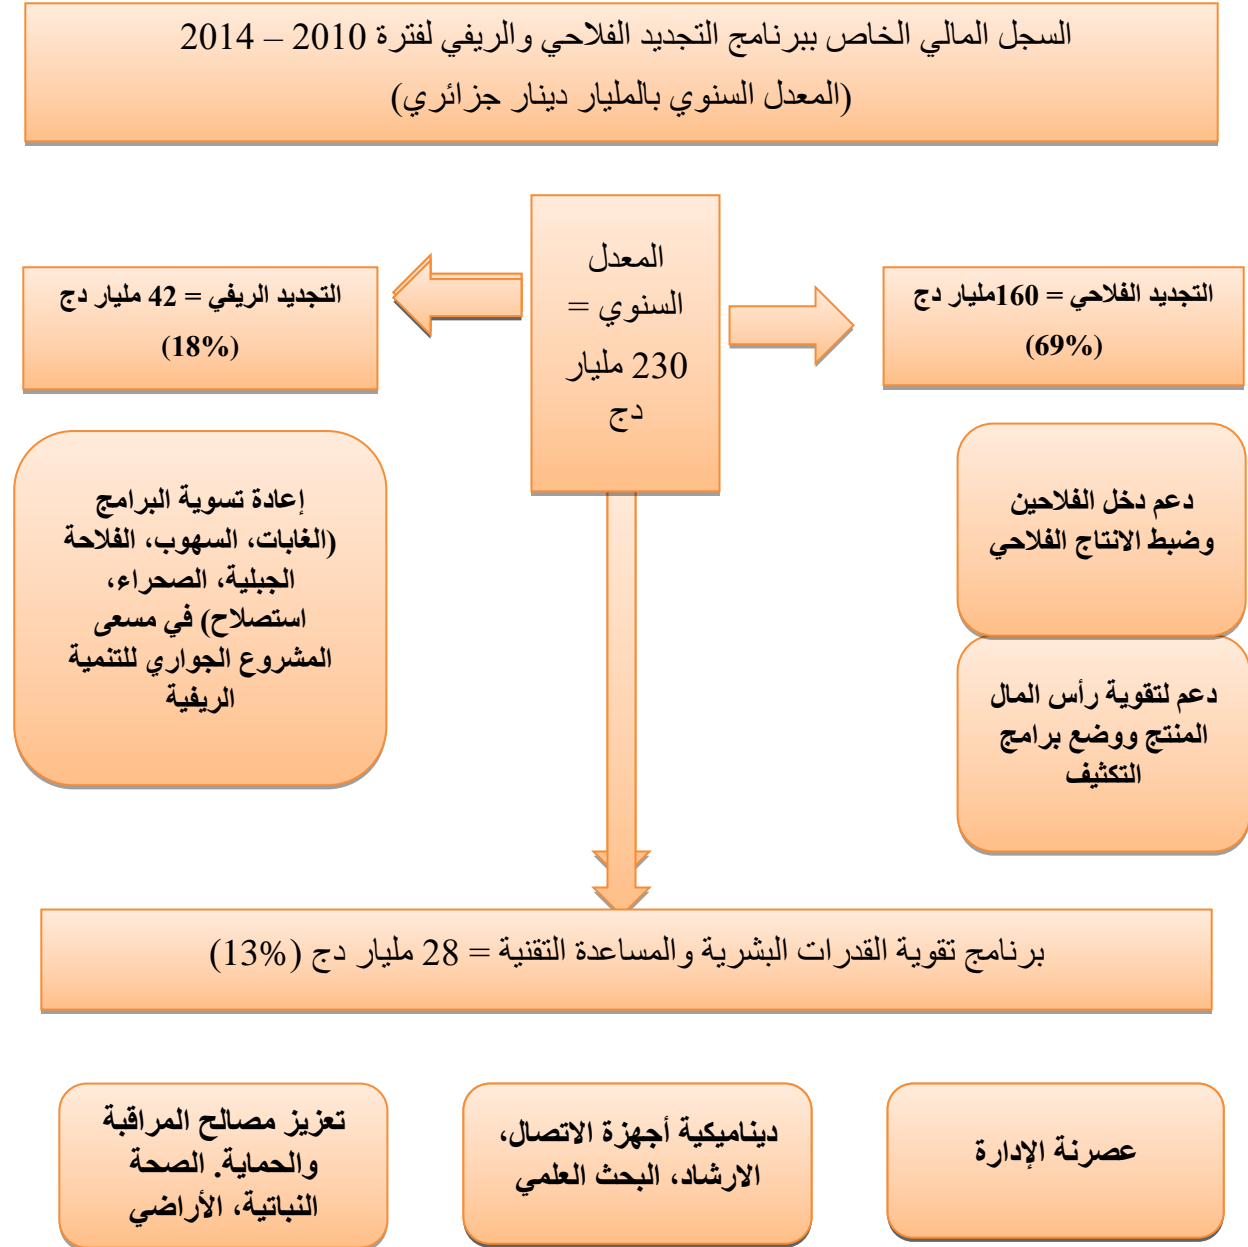 السجل المالي الخاص ببرنامج التجديد الفلاحي والريفي لفترة 2010 – 2014
(المعدل السنوي بالمليار دينار جزائري)
المعدل
السنوي =
230 مليار
دج
التجديد الفلاحي = 160مليار دج
(69%)
التجديد الريفي = 42 مليار دج
(18%)
دعم دخل الفلاحين
وضبط الانتاج الفلاحي
دعم لتقوية رأس المال
المنتج ووضع برامج
التكثيف
إعادة تسوية البرامج
(الغابات، السهوب، الفلاحة
الجبلية، الصحراء،
استصلاح) في مسعى
المشروع الجواري للتنمية
الريفية
برنامج تقوية القدرات البشرية والمساعدة التقنية = 28 مليار دج (13%)
عصرنة الإدارة
ديناميكية أجهزة الاتصال،
الارشاد، البحث العلمي
تعزيز مصالح المراقبة
والحماية. الصحة
النباتية، الأراضي